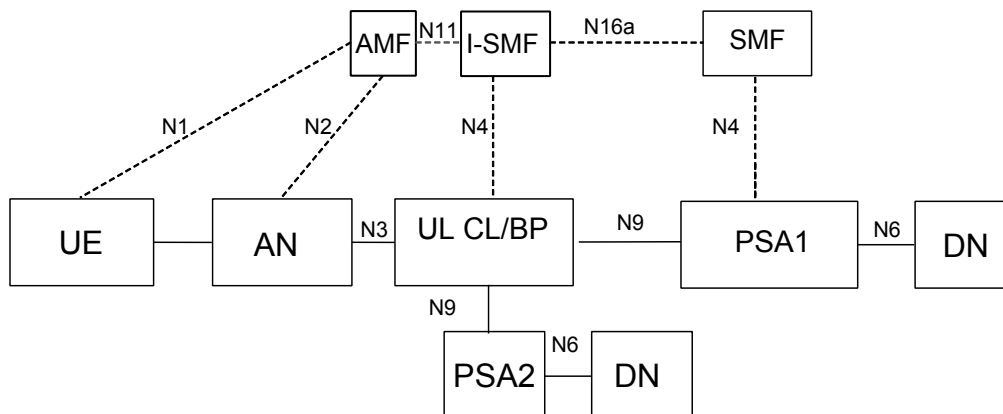 N11
N16a
AMF
I-SMF
SMF
N1
N2
N4
N4
UE
AN
N3
UL CL/BP
N9
PSA1
N6
DN
N9
N6
PSA2
DN